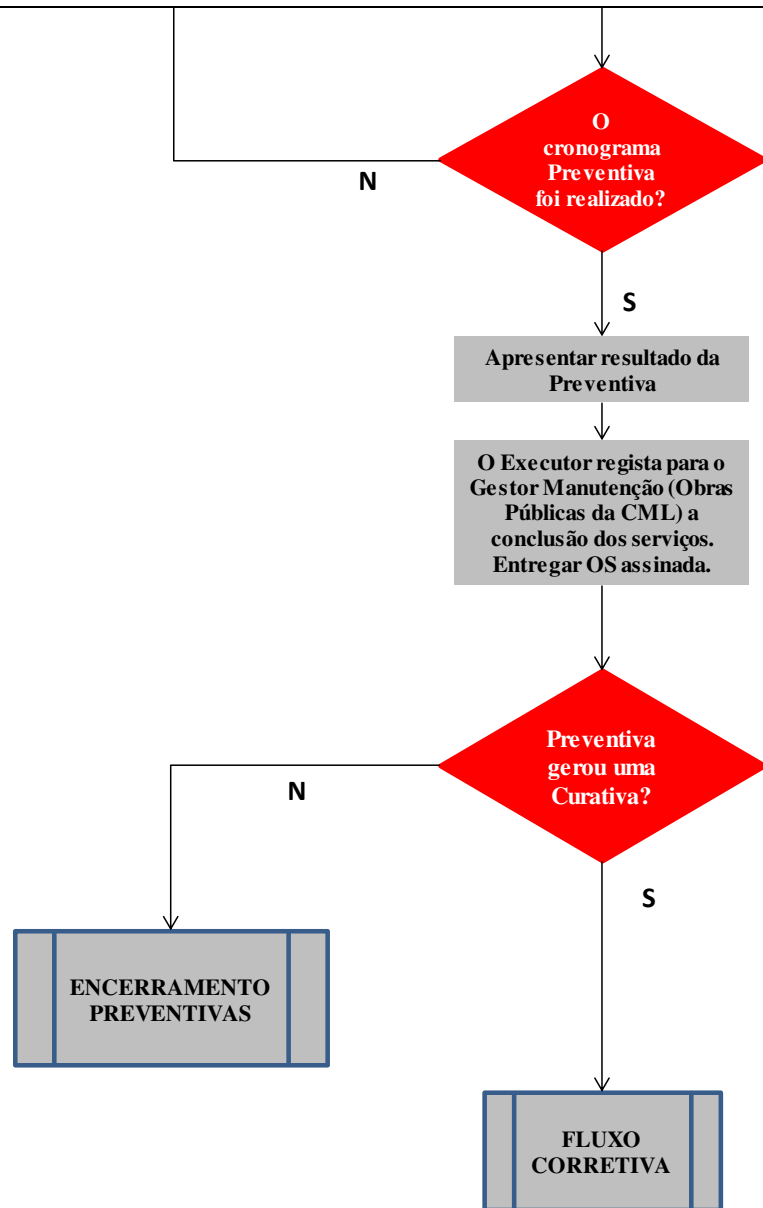 O
cronograma
Preventiva
foi realizado?
N
S
Apresentar resultado da
Preventiva
O Executor regista para o
Gestor Manutenção (Obras
Públicas da CML) a
conclusão dos serviços.
Entregar OS assinada.
Preventiva
gerou uma
Curativa?
N
S
ENCERRAMENTO
PREVENTIVAS
FLUXO
CORRETIVA